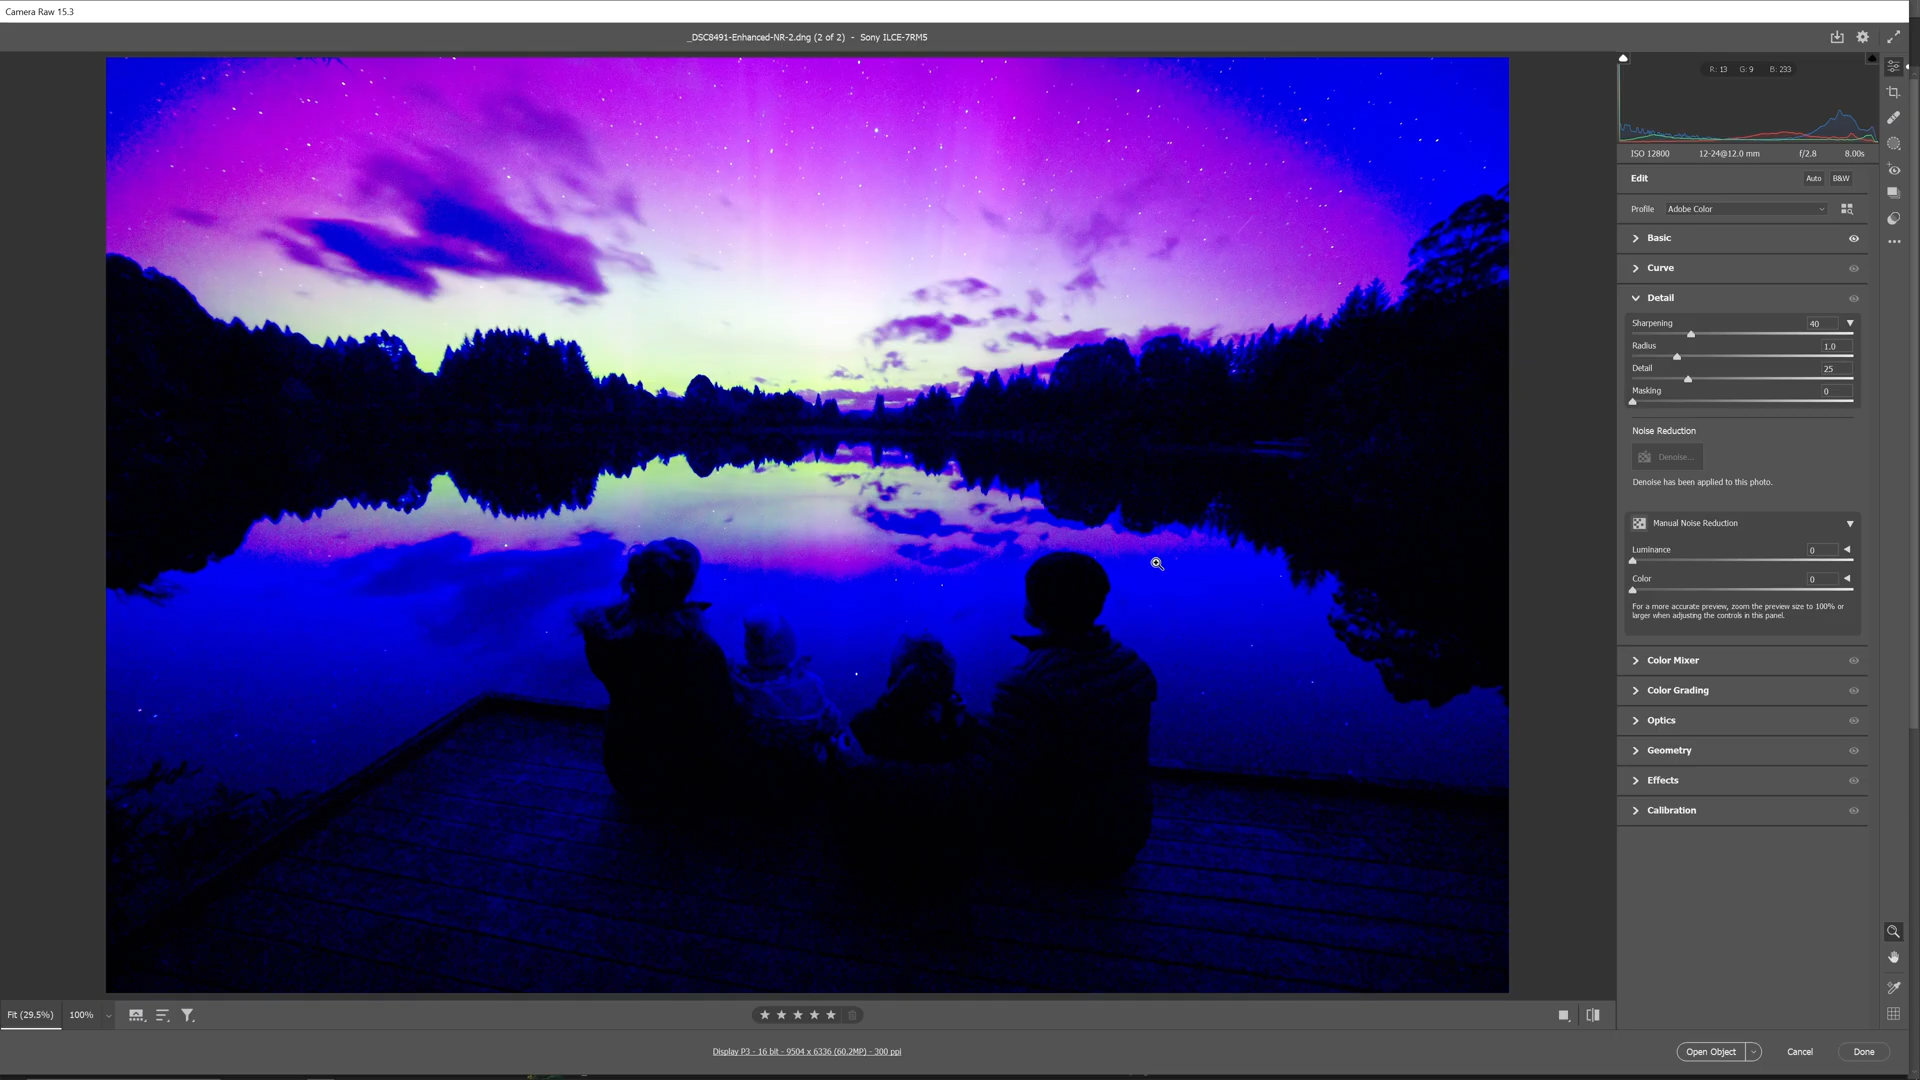 Camera Raw 15.3
_DSC8491-Enhanced-NR-2.dng (2 of 2) - Sony ILCE-7RM5
R: 13 G: 9 B: 233
ISO 12800 12-24@12.0 mm f/2.8 8.00s
Edit Auto B&W
Profile Adobe Color
Basic
Curve
Detail
Sharpening 40
Radius 1.0
Detail 25
Masking 0
Noise Reduction
Denoise...
Denoise has been applied to this photo.
Manual Noise Reduction
Luminance 0
Color 0
For a more accurate preview, zoom the preview size to 100% or
larger when adjusting the controls in this panel.
Color Mixer
Color Grading
Optics
Geometry
Effects
Calibration
Fit (29.5%) 100%
Display P3 - 16 bit - 9504 x 6336 (60.2MP) - 300 ppi
Open Object Cancel Done